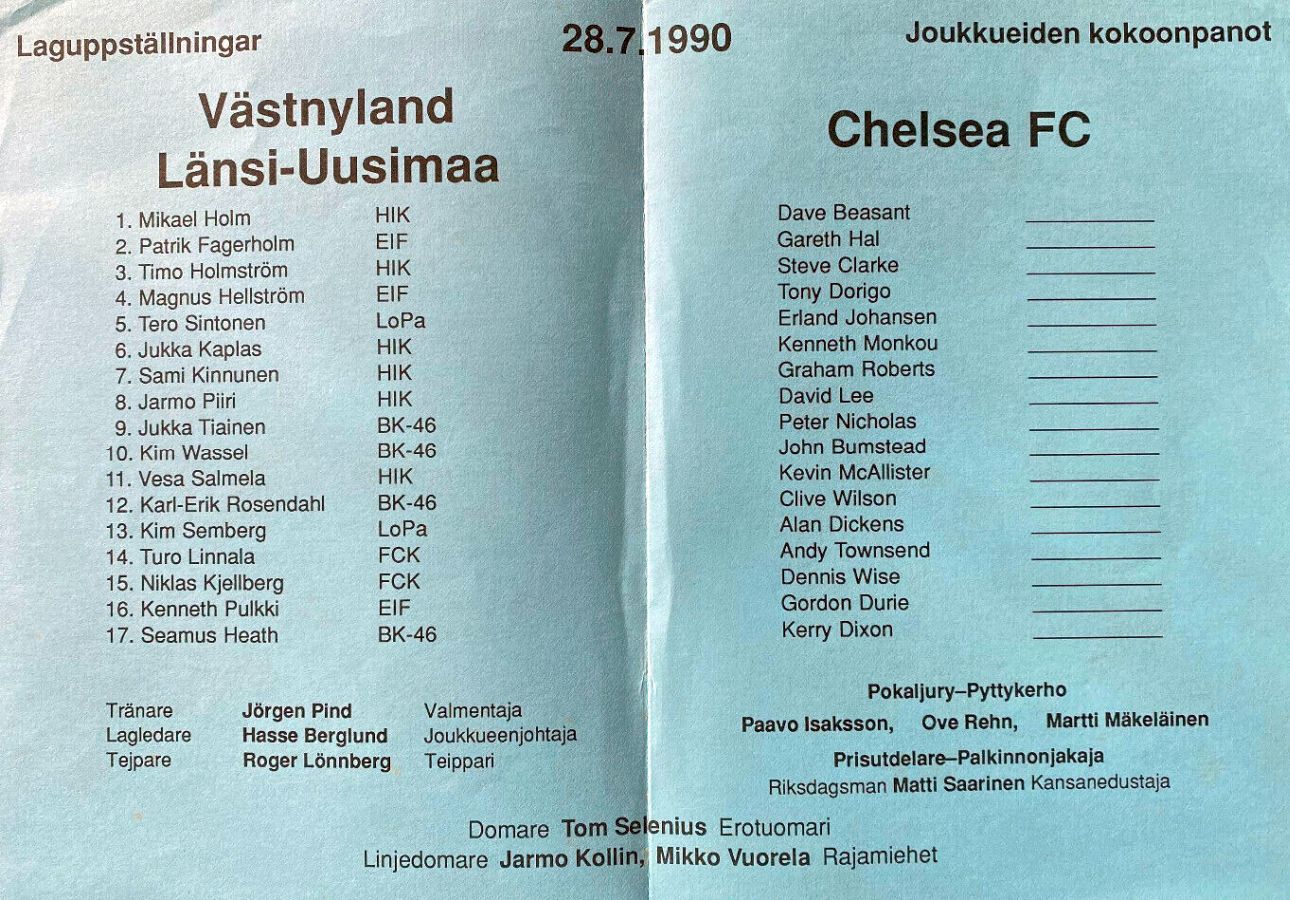 Laguppställningar 28.7.1990 Joukkueiden kokoonpanot
Västnyland
Länsi-Uusimaa
1. Mikael Holm HIK
2. Patrik Fagerholm EIF
3. Timo Holmström HIK
4. Magnus Hellström EIF
5. Tero Sintonen LoPa
6. Jukka Kaplas HIK
7. Sami Kinnunen HIK
8. Jarmo Piiri HIK
9. Jukka Tiainen BK-46
10. Kim Wassel BK-46
11. Vesa Salmela HIK
12. Karl-Erik Rosendahl BK-46
13. Kim Semberg LoPa
14. Turo Linnala FCK
15. Niklas Kjellberg FCK
16. Kenneth Pulkki EIF
17. Seamus Heath BK-46
Tränare Jörgen Pind Valmentaja
Lagledare Hasse Berglund Joukkueenjohtaja
Tejpare Roger Lönnberg Teippari
Chelsea FC
Dave Beasant
Gareth Hal
Steve Clarke
Tony Dorigo
Erland Johansen
Kenneth Monkou
Graham Roberts
David Lee
Peter Nicholas
John Bumstead
Kevin McAllister
Clive Wilson
Alan Dickens
Andy Townsend
Dennis Wise
Gordon Durie
Kerry Dixon
Pokaljury–Pyttykerho
Paavo Isaksson, Ove Rehn, Martti Mäkeläinen
Prisutdelare–Palkinnonjakaja
Riksdagsman Matti Saarinen Kansanedustaja
Domare Tom Selenius Erotuomari
Linjedomare Jarmo Kollin, Mikko Vuorela Rajamiehet